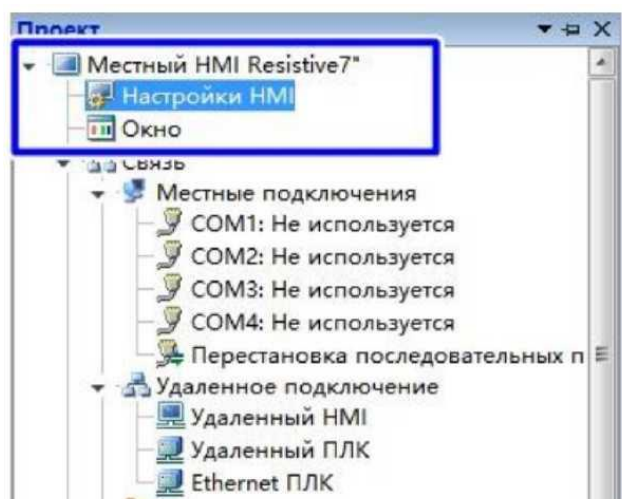 Проект
Местный HMI Resistive7"
Настройки HMI
Окно
Связь
Местные подключения
COM1: Не используется
COM2: Не используется
COM3: Не используется
COM4: Не используется
Перестановка последовательных п
Удаленное подключение
Удаленный HMI
Удаленный ПЛК
Ethernet ПЛК